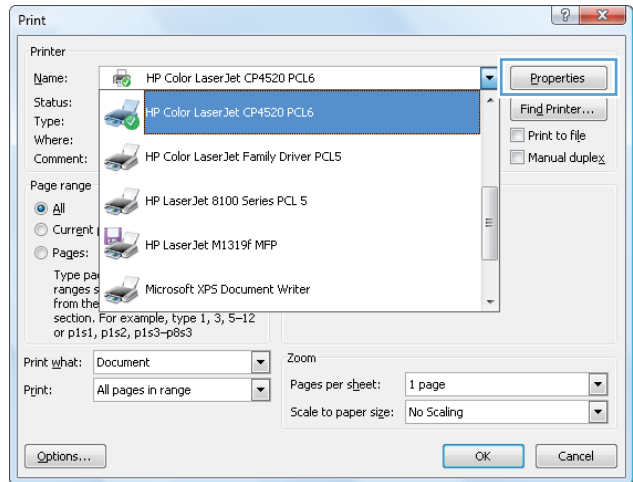 Print
Printer
Name: HP Color LaserJet CP4520 PCL6 Properties
Status:
HP Color LaserJet CP4520 PCL6 Find Printer...
Type:
Where: Print to file
Comment: HP Color LaserJet Family Driver PCL5 Manual duplex
Page range
All HP LaserJet 8100 Series PCL 5
Current
Pages: HP LaserJet M1319f MFP
Type
ranges
from the
Microsoft XPS Document Writer
section. For example, type 1, 3, 5–12
or p1s1, p1s2, p1s3–p8s3
Print what: Document
Print: All pages in range
Zoom
Pages per sheet: 1 page
Scale to paper size: No Scaling
Options... OK Cancel